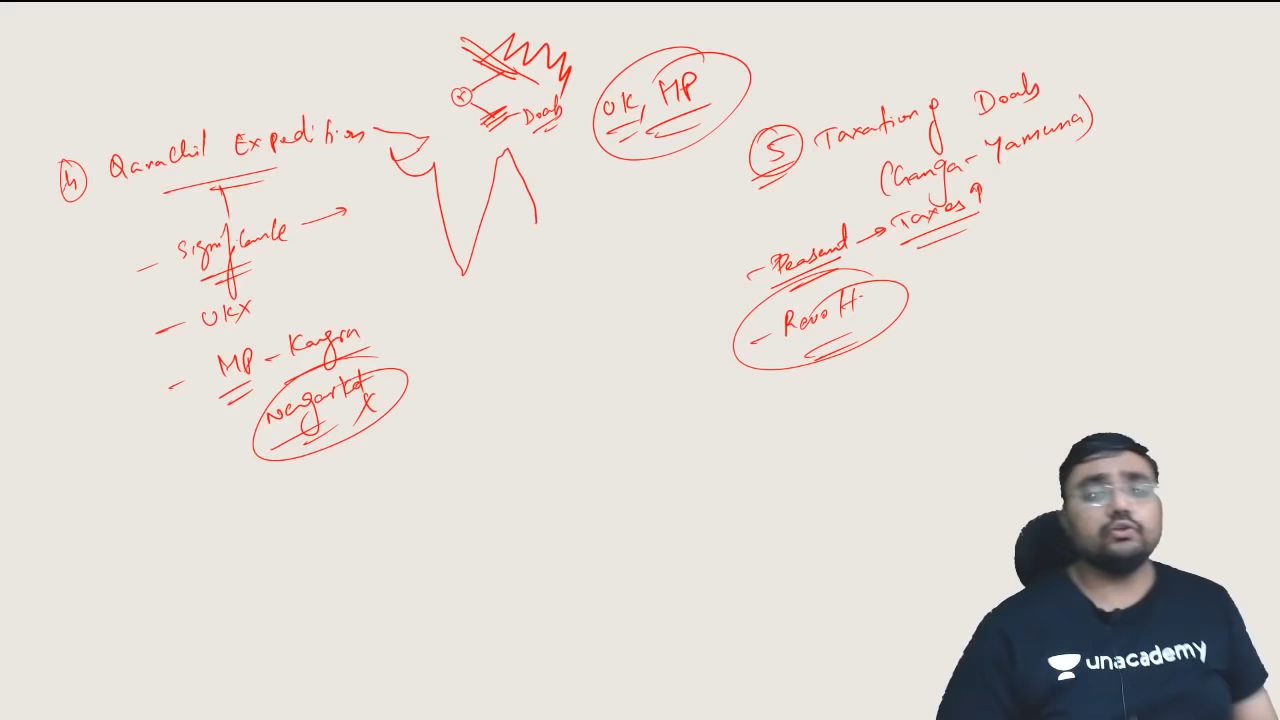 4 Qarachil Expedition
- Significance →
- UKX
- MP - Kangra
Nagarkot X
X
Doab
UK, MP
5 Taxation of Doab
(Ganga - Yamuna)
- Peasant → Taxes ↑
- Revolt
unacademy